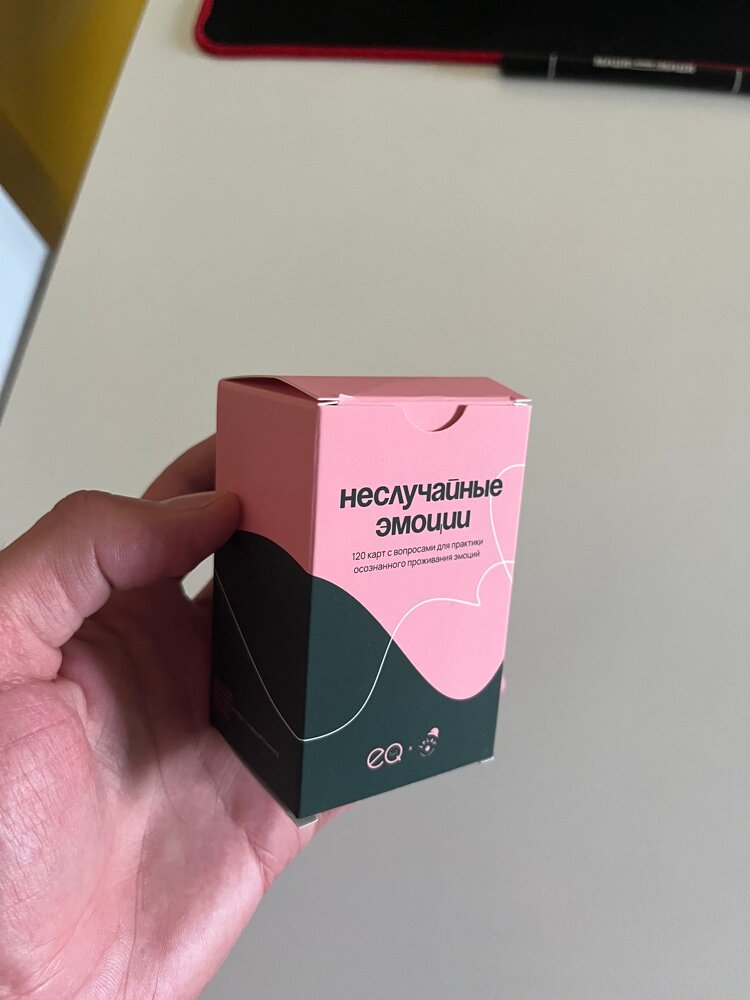 неслучайные
эмоции
120 карт с вопросами для практики
осознанного проживания эмоций
eQ ×